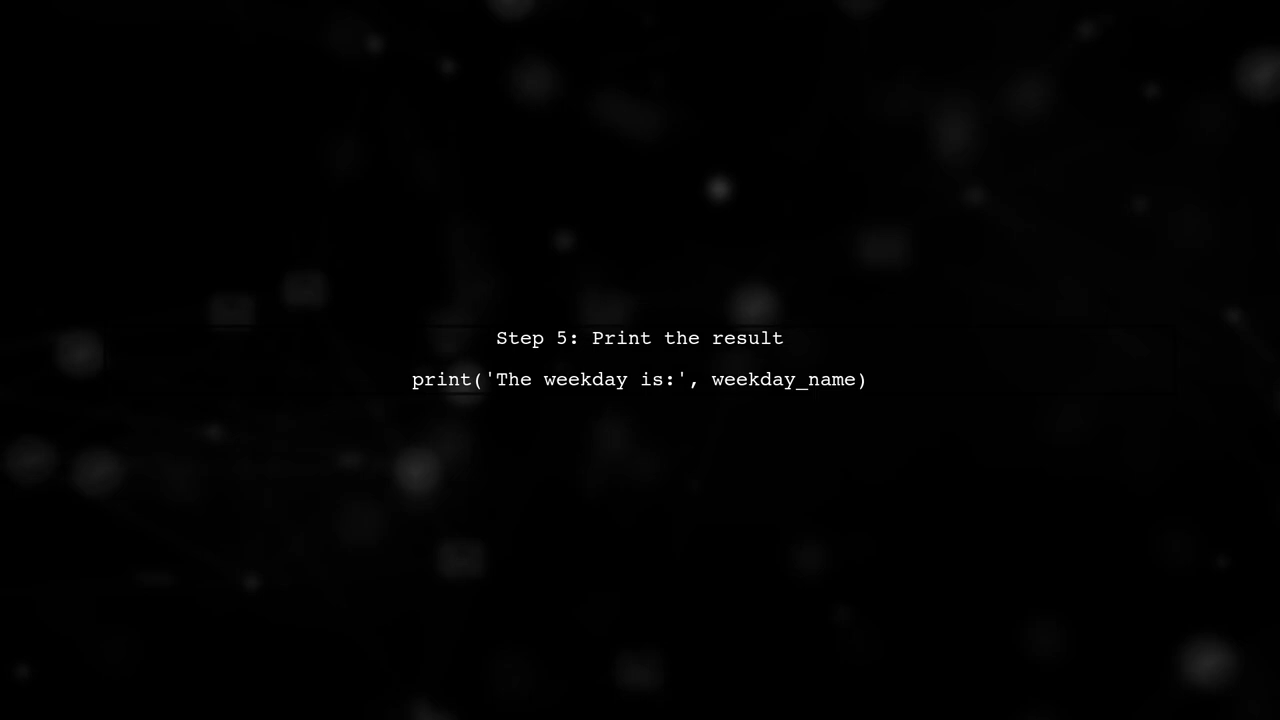 Step 5: Print the result
print('The weekday is:', weekday_name)